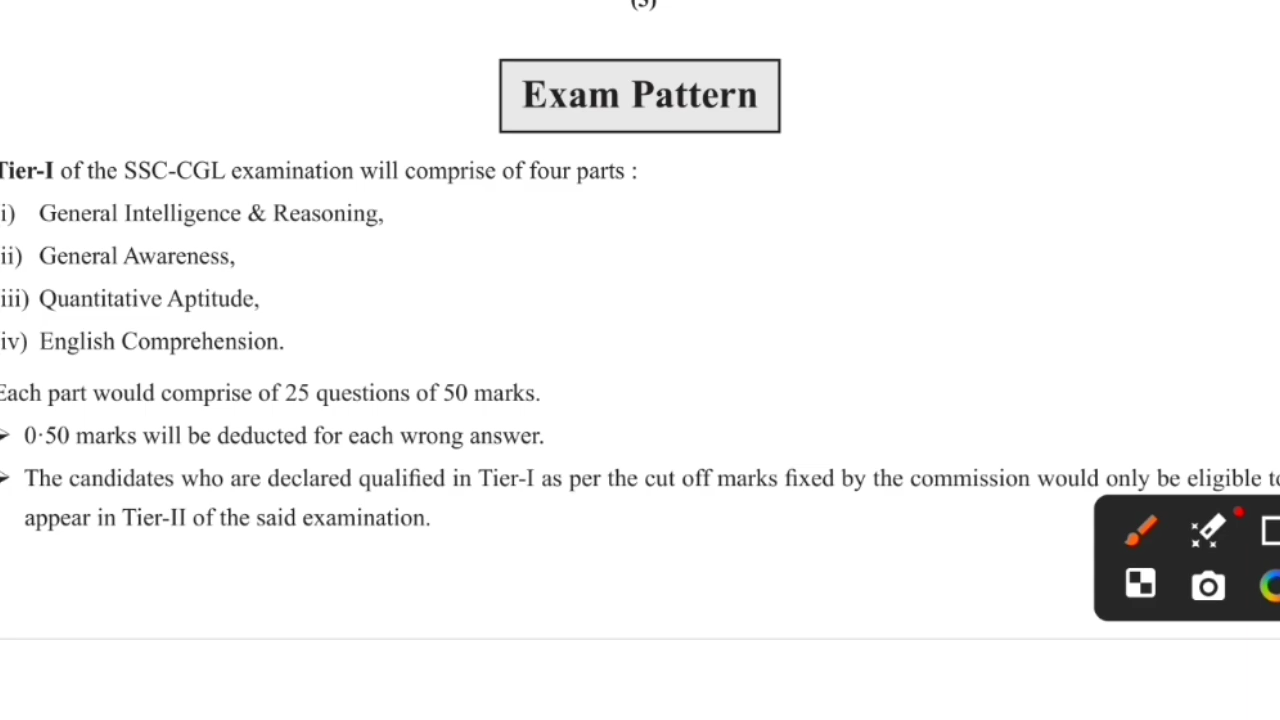 (3)
Exam Pattern
Tier-I of the SSC-CGL examination will comprise of four parts :
i) General Intelligence & Reasoning,
ii) General Awareness,
iii) Quantitative Aptitude,
iv) English Comprehension.
Each part would comprise of 25 questions of 50 marks.
➢ 0·50 marks will be deducted for each wrong answer.
➢ The candidates who are declared qualified in Tier-I as per the cut off marks fixed by the commission would only be eligible to
appear in Tier-II of the said examination.